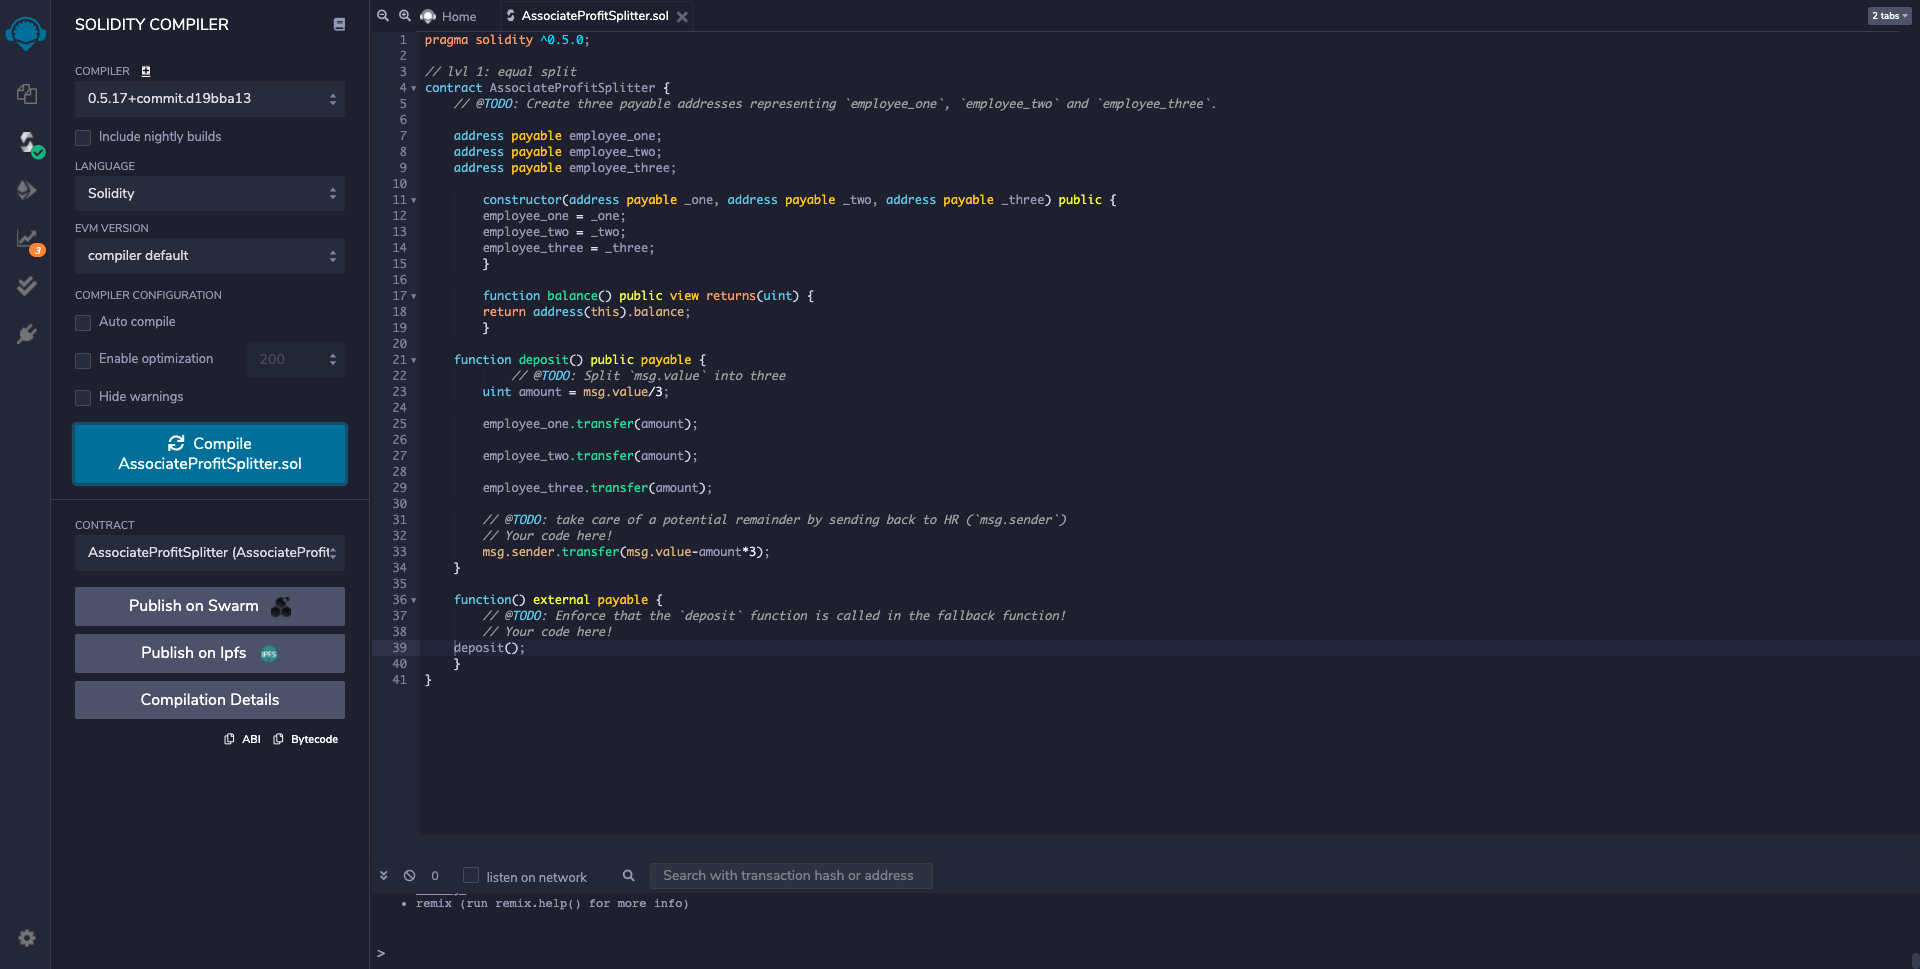 SOLIDITY COMPILER
COMPILER
0.5.17+commit.d19bba13
Include nightly builds
LANGUAGE
Solidity
EVM VERSION
compiler default
COMPILER CONFIGURATION
Auto compile
Enable optimization 200
Hide warnings
Compile
AssociateProfitSplitter.sol
CONTRACT
AssociateProfitSplitter (AssociateProfit
Publish on Swarm
Publish on Ipfs IPFS
Compilation Details
ABI Bytecode
3
Home AssociateProfitSplitter.sol
2 tabs
1 pragma solidity ^0.5.0;
2
3 // lvl 1: equal split
4 contract AssociateProfitSplitter {
5 // @TODO: Create three payable addresses representing `employee_one`, `employee_two` and `employee_three`.
6
7 address payable employee_one;
8 address payable employee_two;
9 address payable employee_three;
10
11 constructor(address payable _one, address payable _two, address payable _three) public {
12 employee_one = _one;
13 employee_two = _two;
14 employee_three = _three;
15 }
16
17 function balance() public view returns(uint) {
18 return address(this).balance;
19 }
20
21 function deposit() public payable {
22 // @TODO: Split `msg.value` into three
23 uint amount = msg.value/3;
24
25 employee_one.transfer(amount);
26
27 employee_two.transfer(amount);
28
29 employee_three.transfer(amount);
30
31 // @TODO: take care of a potential remainder by sending back to HR (`msg.sender`)
32 // Your code here!
33 msg.sender.transfer(msg.value-amount*3);
34 }
35
36 function() external payable {
37 // @TODO: Enforce that the `deposit` function is called in the fallback function!
38 // Your code here!
39 deposit();
40 }
41 }
0 listen on network Search with transaction hash or address
• remix (run remix.help() for more info)
>